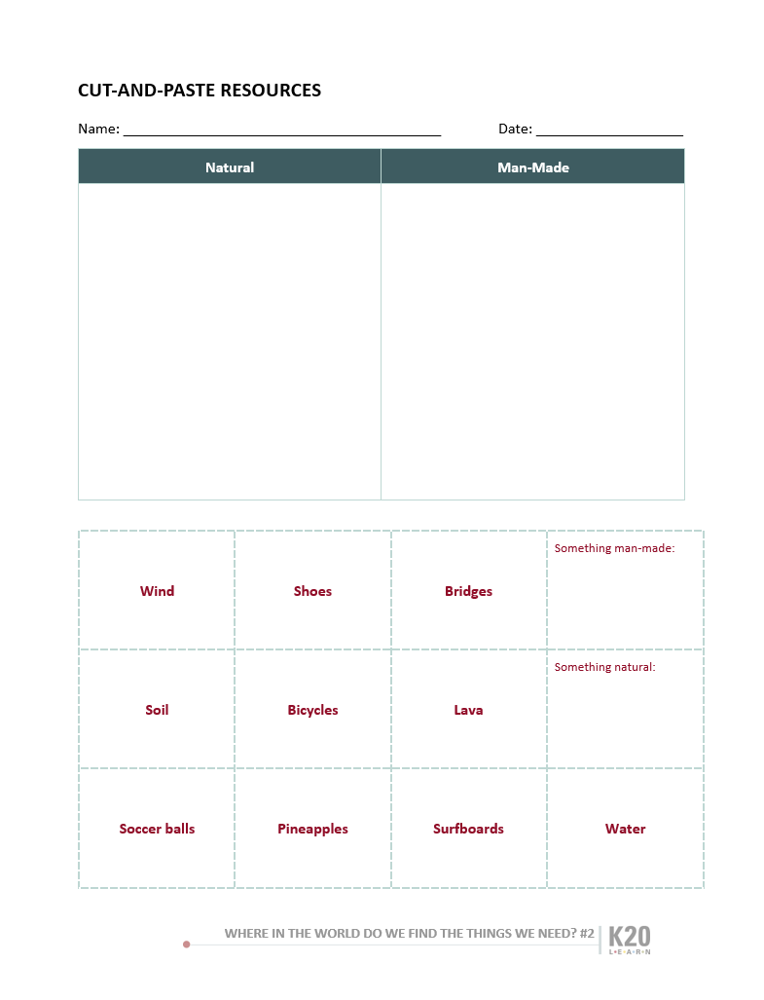 CUT-AND-PASTE RESOURCES
Name: ________________________________________ Date: ___________________
Natural Man-Made
Something man-made:
Wind Shoes Bridges
Something natural:
Soil Bicycles Lava
Soccer balls Pineapples Surfboards Water
WHERE IN THE WORLD DO WE FIND THE THINGS WE NEED? #2
K20
LEARN